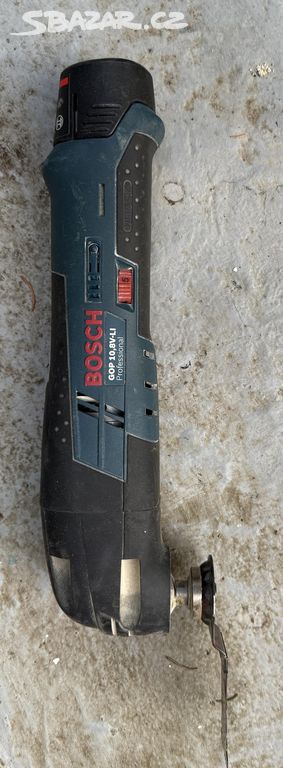 SBAZAR.CZ
BOSCH
GOP 10,8V-LI
Professional